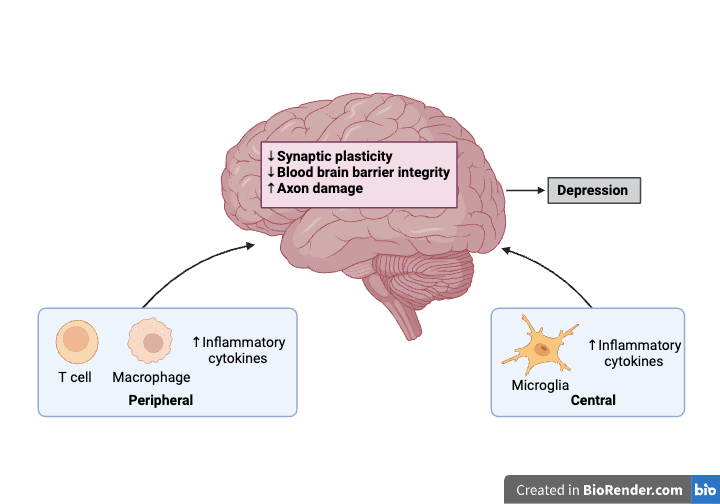 ↓Synaptic plasticity
↓Blood brain barrier integrity
↑Axon damage
Depression
T cell
Macrophage
↑Inflammatory
cytokines
Peripheral
Microglia
↑Inflammatory
cytokines
Central
Created in BioRender.com bio